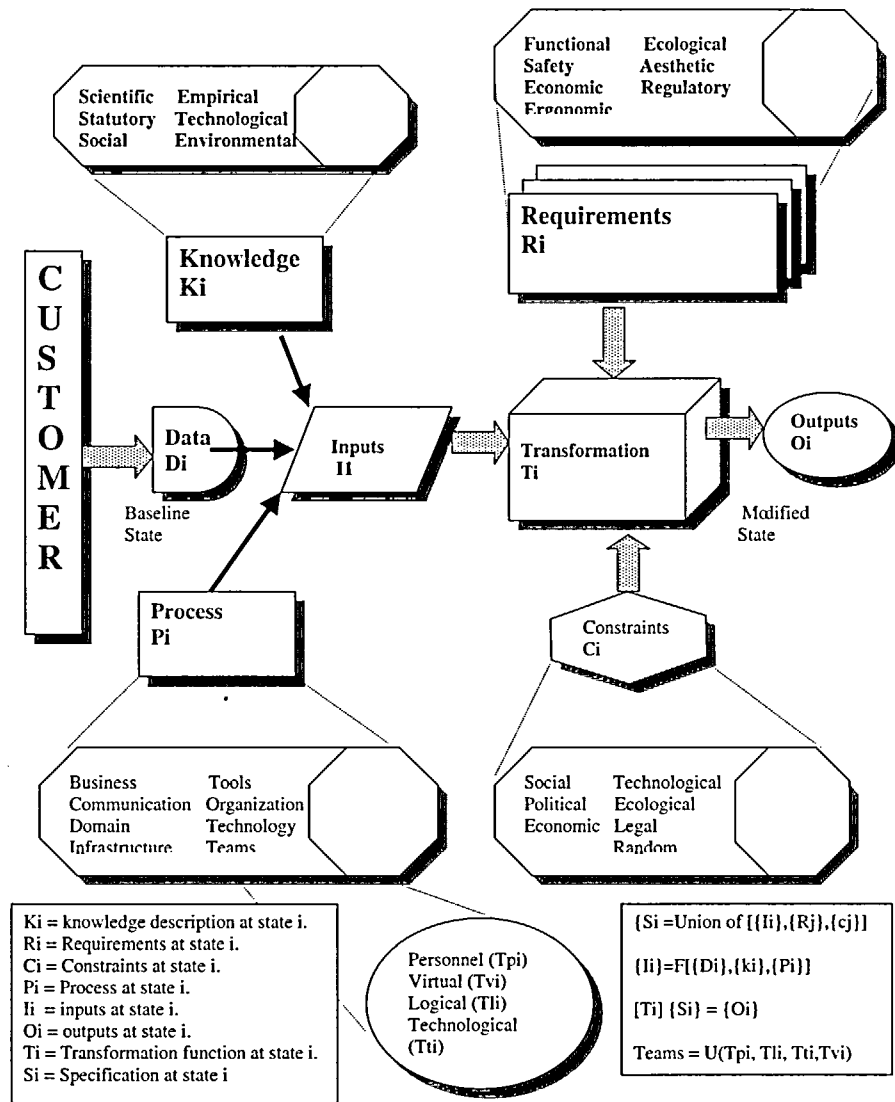 Functional Ecological
Safety Aesthetic
Economic Regulatory
Ergonomic
Scientific Empirical
Statutory Technological
Social Environmental
Requirements
Ri
Knowledge
Ki
CUSTOMER
Data
Di
Inputs
I1
Transformation
Ti
Outputs
Oi
Baseline
State
Modified
State
Process
Pi
Constraints
Ci
Business Tools
Communication Organization
Domain Technology
Infrastructure Teams
Social Technological
Political Ecological
Economic Legal
Random
Ki = knowledge description at state i.
Ri = Requirements at state i.
Ci = Constraints at state i.
Pi = Process at state i.
Ii = inputs at state i.
Oi = outputs at state i.
Ti = Transformation function at state i.
Si = Specification at state i
Personnel (Tpi)
Virtual (Tvi)
Logical (Tli)
Technological
(Tti)
{Si =Union of [{Ii},{Rj},{cj}]
{Ii}=F[{Di},{ki},{Pi}]
[Ti] {Si} = {Oi}
Teams = U(Tpi, Tli, Tti,Tvi)